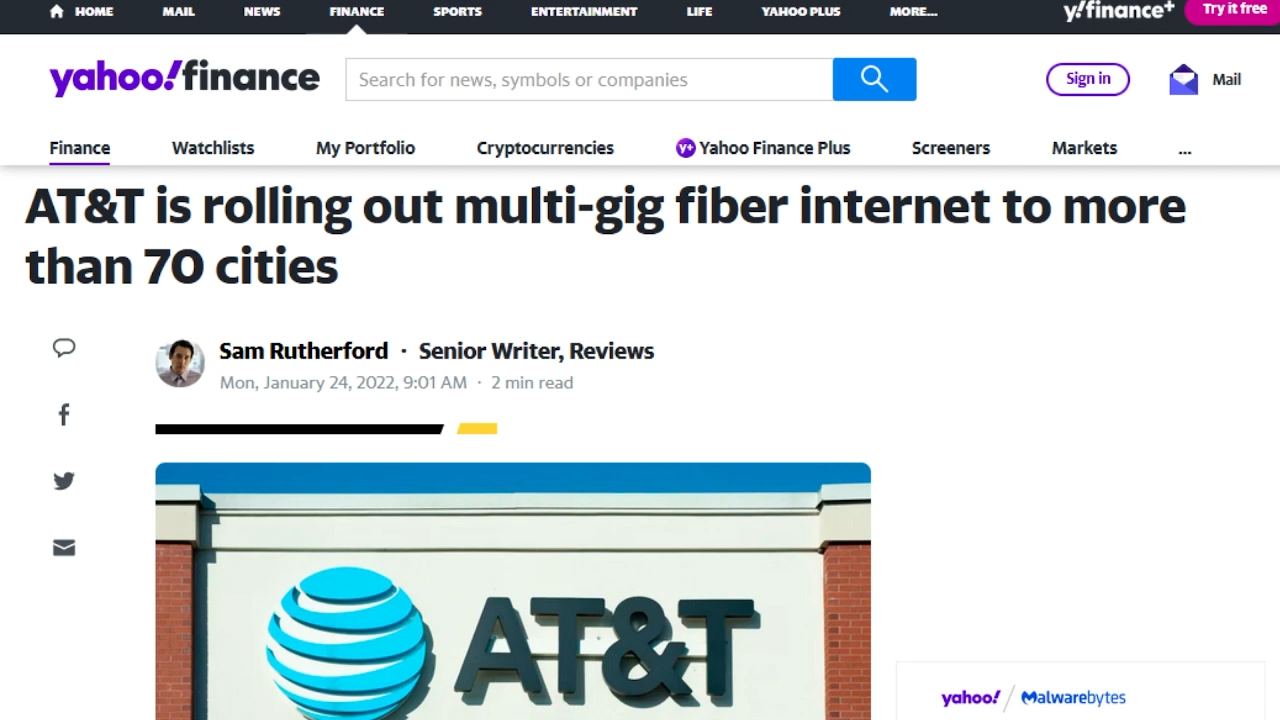 HOME MAIL NEWS FINANCE SPORTS ENTERTAINMENT LIFE YAHOO PLUS MORE... y!finance+ Try it free
yahoo!finance Search for news, symbols or companies Sign in Mail
Finance Watchlists My Portfolio Cryptocurrencies y+ Yahoo Finance Plus Screeners Markets ...
AT&T is rolling out multi-gig fiber internet to more
than 70 cities
Sam Rutherford · Senior Writer, Reviews
Mon, January 24, 2022, 9:01 AM · 2 min read
AT&T
yahoo! / Malwarebytes